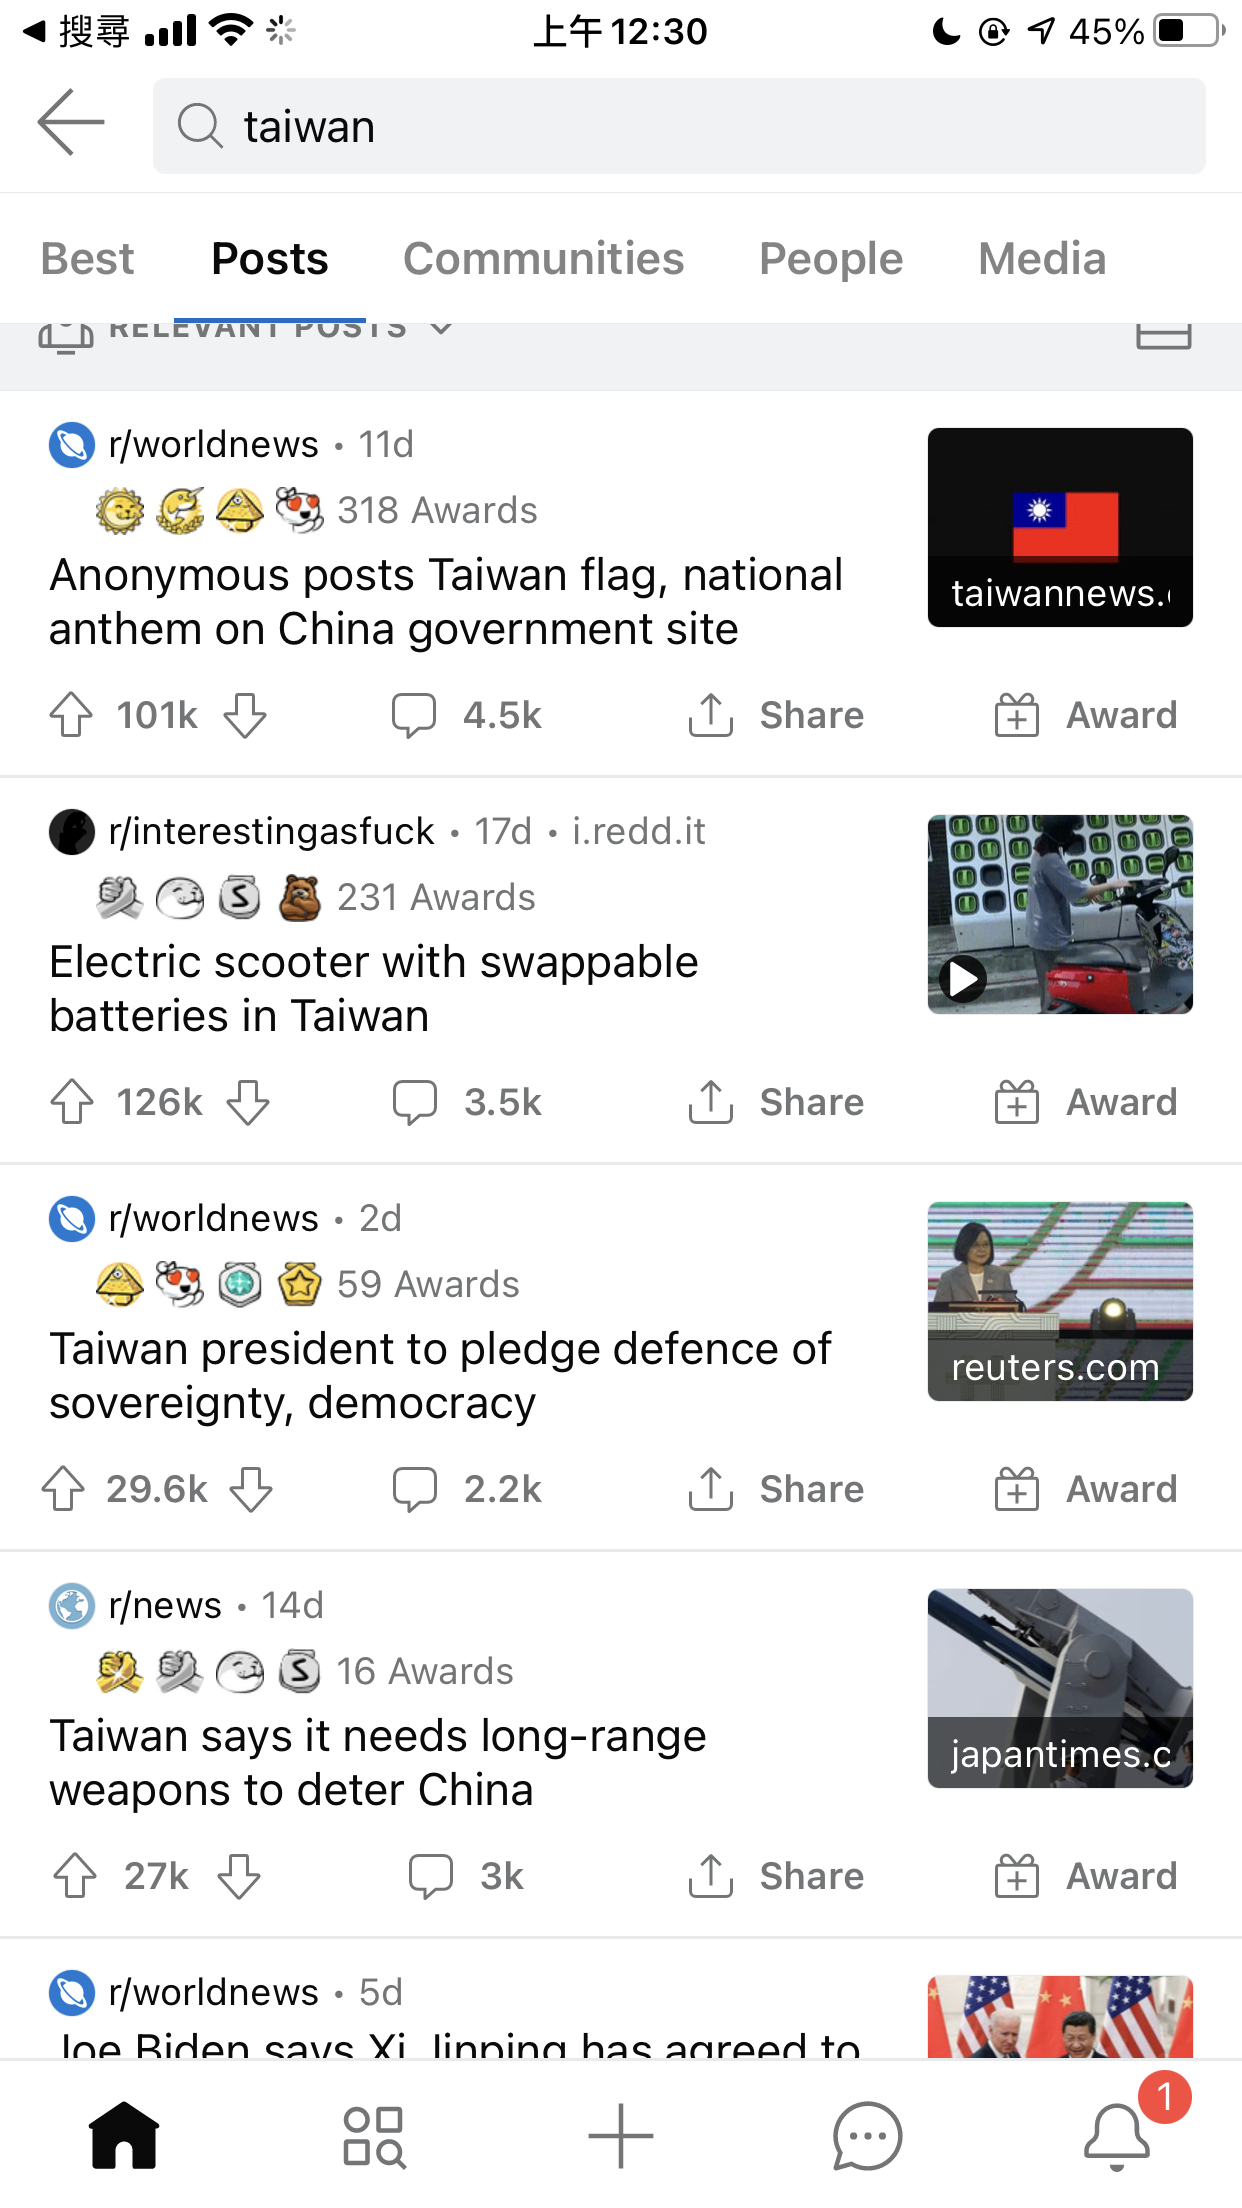 搜尋 上午 12:30 45%
taiwan
Best Posts Communities People Media
RELEVANT POSTS
r/worldnews • 11d
318 Awards
Anonymous posts Taiwan flag, national
anthem on China government site
taiwannews.
101k 4.5k Share Award
r/interestingasfuck • 17d • i.redd.it
S 231 Awards
Electric scooter with swappable
batteries in Taiwan
126k 3.5k Share Award
r/worldnews • 2d
59 Awards
Taiwan president to pledge defence of
sovereignty, democracy
reuters.com
29.6k 2.2k Share Award
r/news • 14d
S 16 Awards
Taiwan says it needs long-range
weapons to deter China
japantimes.c
27k 3k Share Award
r/worldnews • 5d
Joe Biden says Xi Jinping has agreed to
1